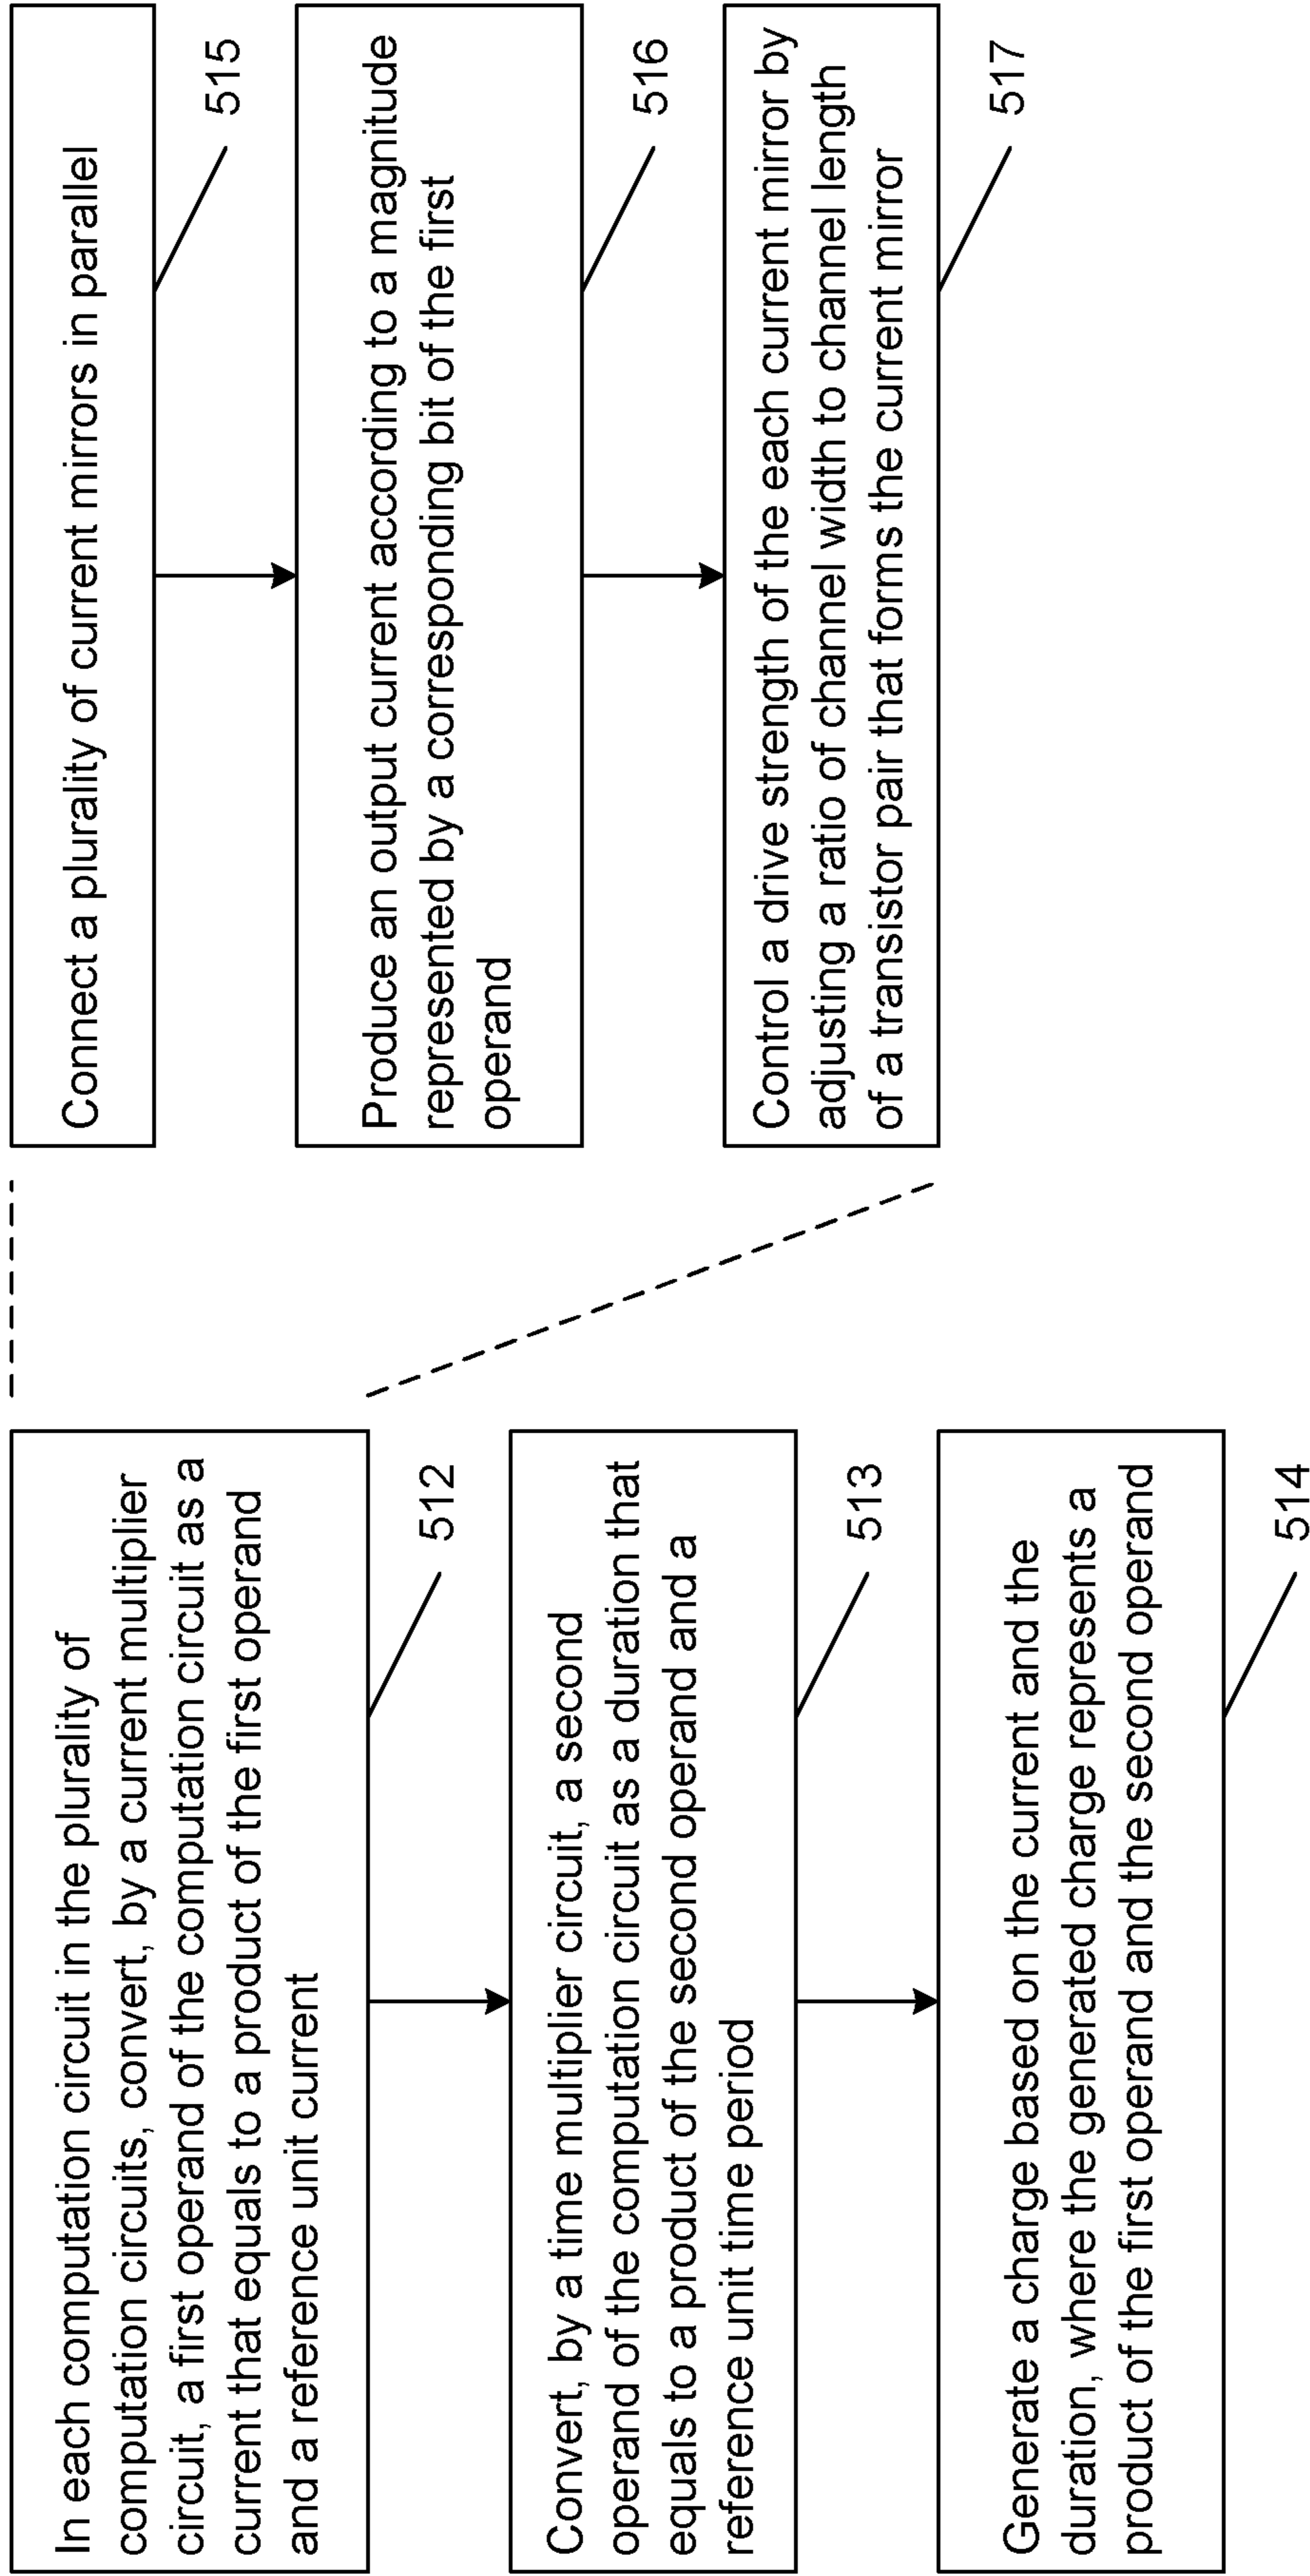 In each computation circuit in the plurality of
computation circuits, convert, by a current multiplier
circuit, a first operand of the computation circuit as a
current that equals to a product of the first operand
and a reference unit current
512
Convert, by a time multiplier circuit, a second
operand of the computation circuit as a duration that
equals to a product of the second operand and a
reference unit time period
513
Generate a charge based on the current and the
duration, where the generated charge represents a
product of the first operand and the second operand
514
Connect a plurality of current mirrors in parallel
515
Produce an output current according to a magnitude
represented by a corresponding bit of the first
operand
516
Control a drive strength of the each current mirror by
adjusting a ratio of channel width to channel length
of a transistor pair that forms the current mirror
517